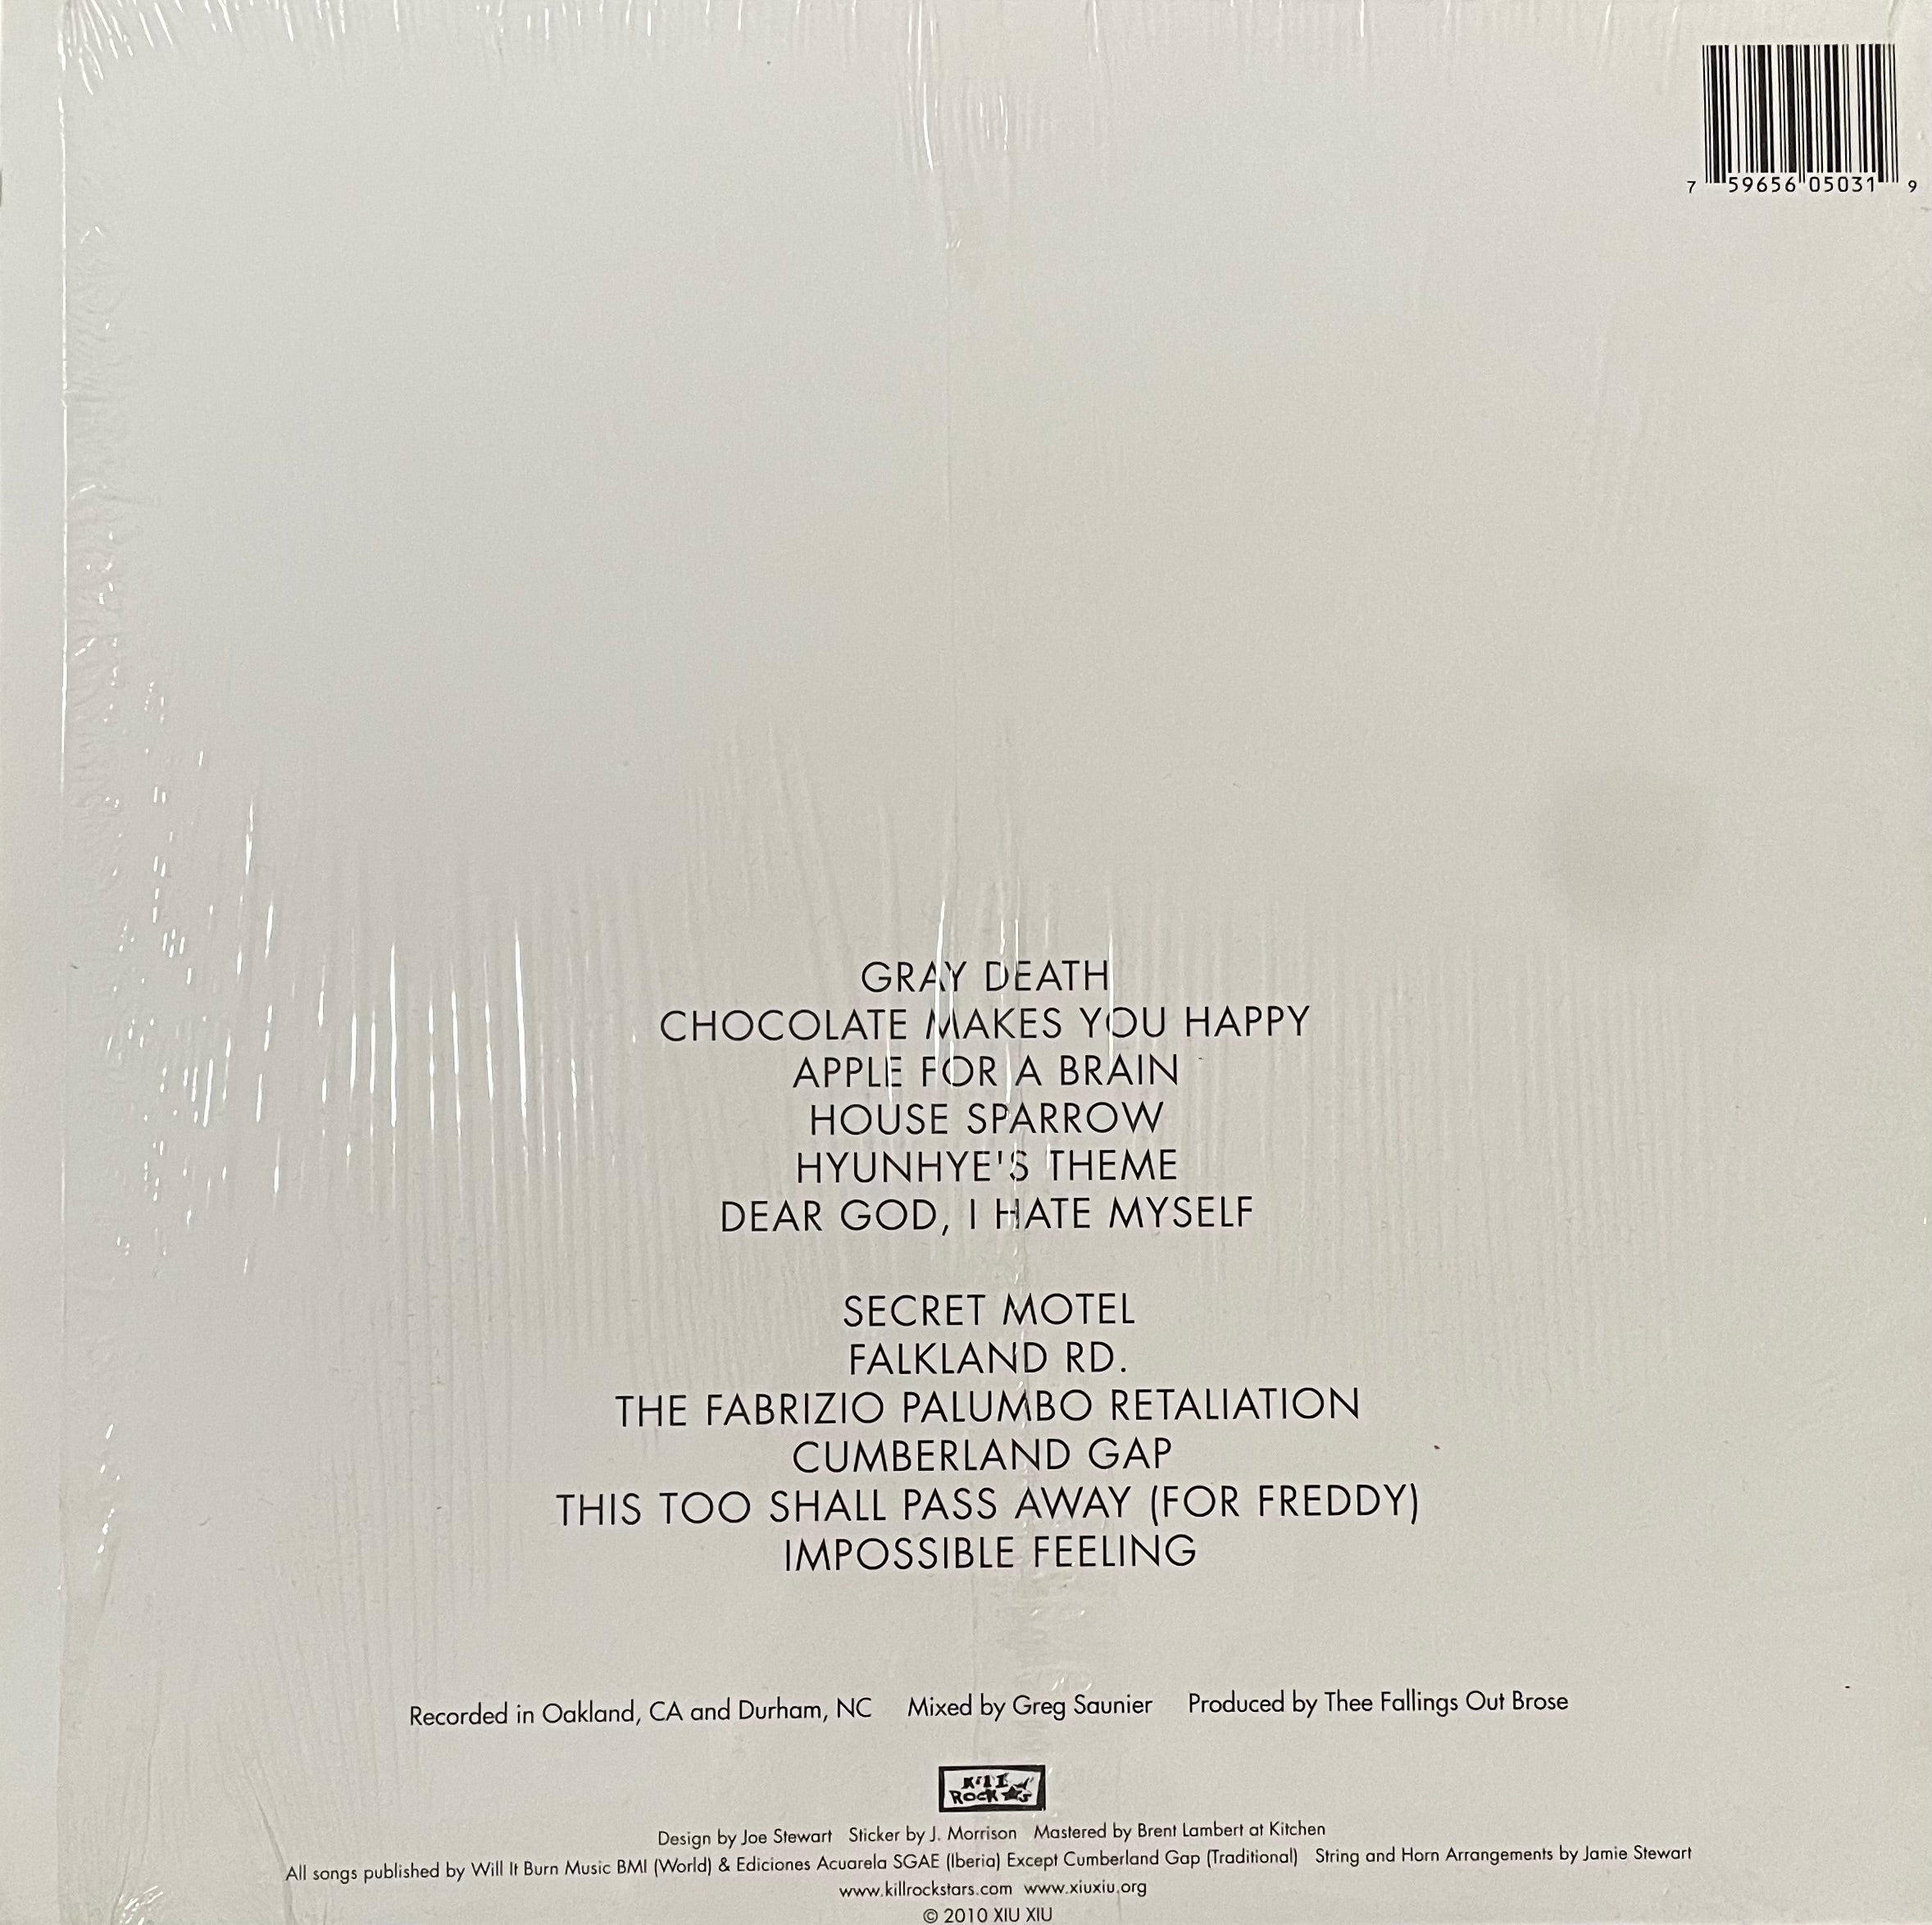 7 59656 05031 9
GRAY DEATH
CHOCOLATE MAKES YOU HAPPY
APPLE FOR A BRAIN
HOUSE SPARROW
HYUNHYE'S THEME
DEAR GOD, I HATE MYSELF
SECRET MOTEL
FALKLAND RD.
THE FABRIZIO PALUMBO RETALIATION
CUMBERLAND GAP
THIS TOO SHALL PASS AWAY (FOR FREDDY)
IMPOSSIBLE FEELING
Recorded in Oakland, CA and Durham, NC Mixed by Greg Saunier Produced by Thee Fallings Out Brose
KILL
ROCK ★S
Design by Joe Stewart Sticker by J. Morrison Mastered by Brent Lambert at Kitchen
All songs published by Will It Burn Music BMI (World) & Ediciones Acuarela SGAE (Iberia) Except Cumberland Gap (Traditional) String and Horn Arrangements by Jamie Stewart
www.killrockstars.com www.xiuxiu.org
© 2010 XIU XIU